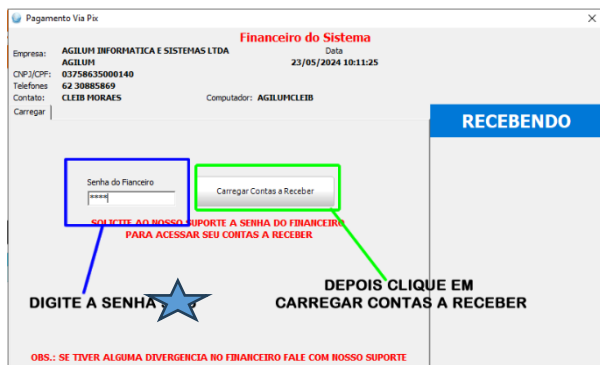 Pagamento Via Pix
Financeiro do Sistema
Empresa: AGILUM INFORMATICA E SISTEMAS LTDA Data
AGILUM 23/05/2024 10:11:25
CNPJ/CPF: 03758635000140
Telefones 62 30885869
Contato: CLEIB MORAES Computador: AGILUMCLEIB
Carregar
RECEBENDO
Senha do Fianceiro
****
Carregar Contas a Receber
SOLICITE AO NOSSO SUPORTE A SENHA DO FINANCEIRO
PARA ACESSAR SEU CONTAS A RECEBER
DIGITE A SENHA
DEPOIS CLIQUE EM
CARREGAR CONTAS A RECEBER
OBS.: SE TIVER ALGUMA DIVERGENCIA NO FINANCEIRO FALE COM NOSSO SUPORTE